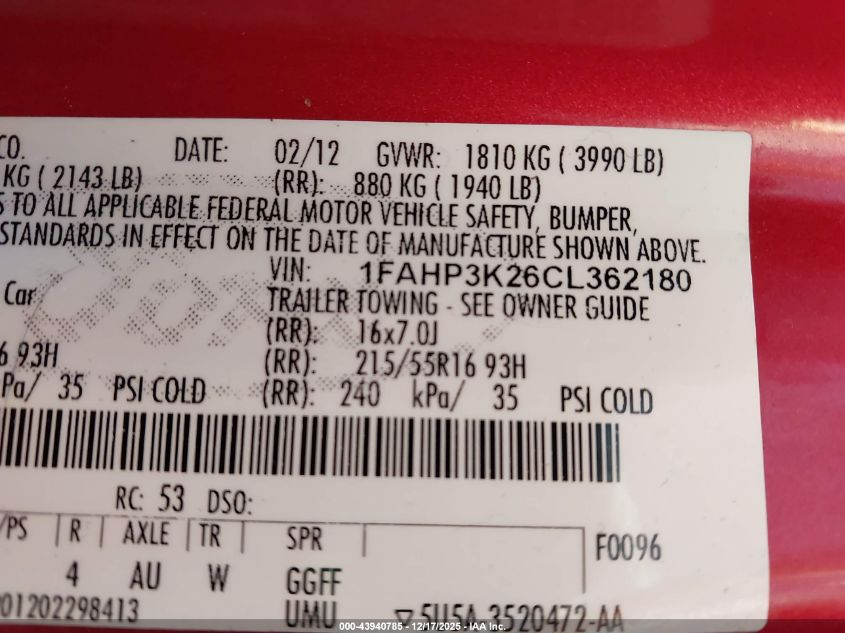 CO. DATE: 02/12 GVWR: 1810 KG ( 3990 LB)
KG ( 2143 LB) (RR): 880 KG ( 1940 LB)
S TO ALL APPLICABLE FEDERAL MOTOR VEHICLE SAFETY, BUMPER,
STANDARDS IN EFFECT ON THE DATE OF MANUFACTURE SHOWN ABOVE.
VIN: 1FAHP3K26CL362180
Car TRAILER TOWING - SEE OWNER GUIDE
(RR): 16x7.0J
6 93H (RR): 215/55R16 93H
Pa/ 35 PSI COLD (RR): 240 kPa/ 35 PSI COLD
RC: 53 DSO:
/PS R AXLE TR SPR F0096
4 AU W GGFF
01202298413 UMU ▽5U5A-3520472-AA
000-43940785 - 12/17/2025 - IAA Inc.